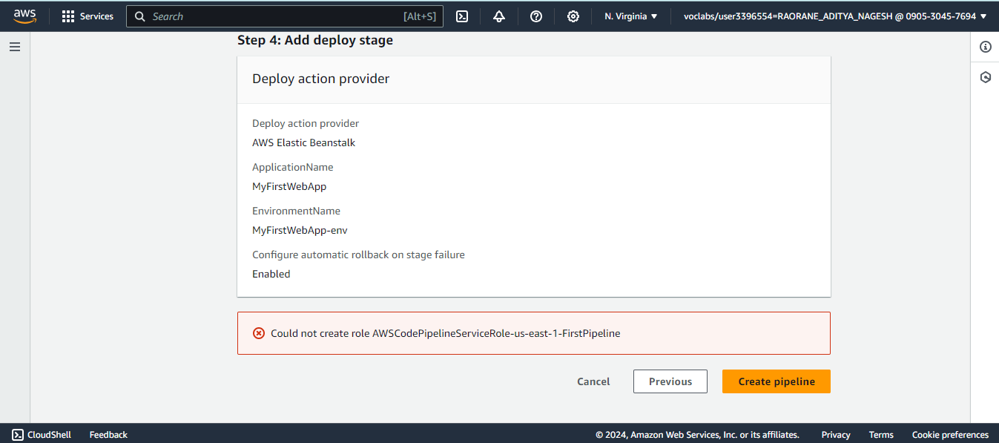 aws
Services
Search
[Alt+S]
N. Virginia
voclabs/user3396554=RAORANE_ADITYA_NAGESH @ 0905-3045-7694
Step 4: Add deploy stage
Deploy action provider
Deploy action provider
AWS Elastic Beanstalk
ApplicationName
MyFirstWebApp
EnvironmentName
MyFirstWebApp-env
Configure automatic rollback on stage failure
Enabled
Could not create role AWSCodePipelineServiceRole-us-east-1-FirstPipeline
Cancel
Previous
Create pipeline
CloudShell
Feedback
© 2024, Amazon Web Services, Inc. or its affiliates.
Privacy
Terms
Cookie preferences